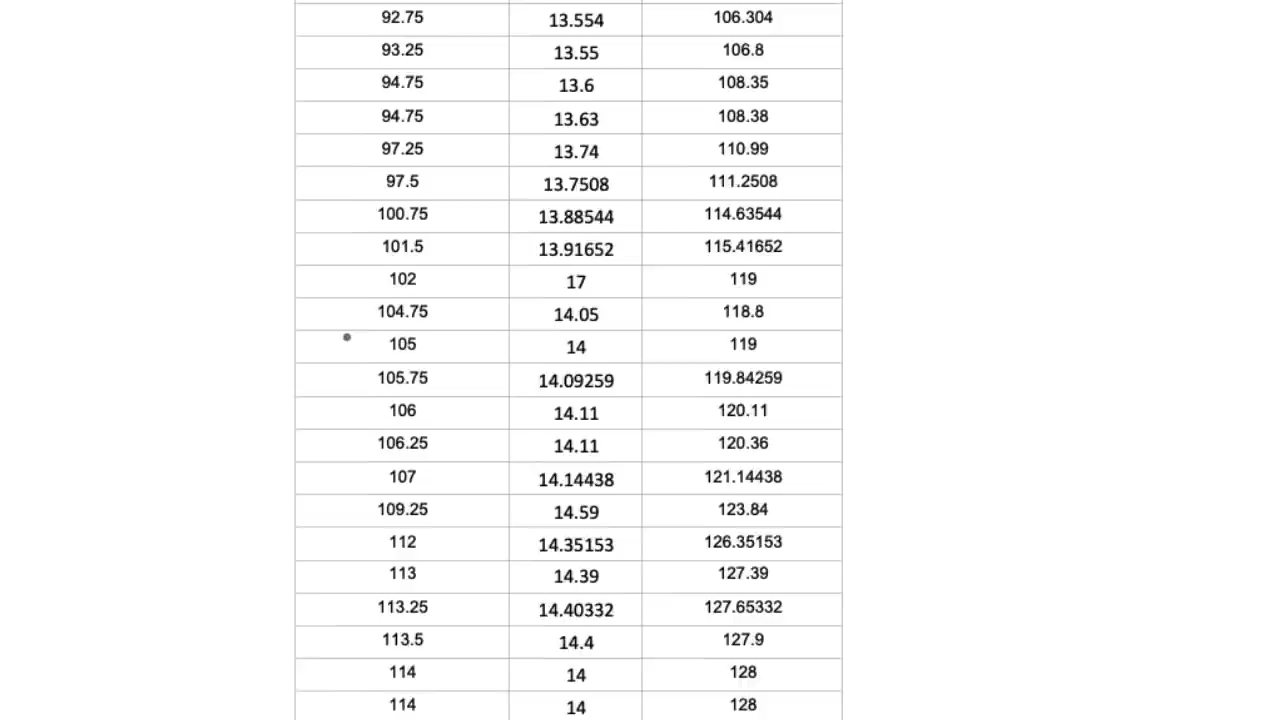 92.75 13.554 106.304
93.25 13.55 106.8
94.75 13.6 108.35
94.75 13.63 108.38
97.25 13.74 110.99
97.5 13.7508 111.2508
100.75 13.88544 114.63544
101.5 13.91652 115.41652
102 17 119
104.75 14.05 118.8
105 14 119
105.75 14.09259 119.84259
106 14.11 120.11
106.25 14.11 120.36
107 14.14438 121.14438
109.25 14.59 123.84
112 14.35153 126.35153
113 14.39 127.39
113.25 14.40332 127.65332
113.5 14.4 127.9
114 14 128
114 14 128